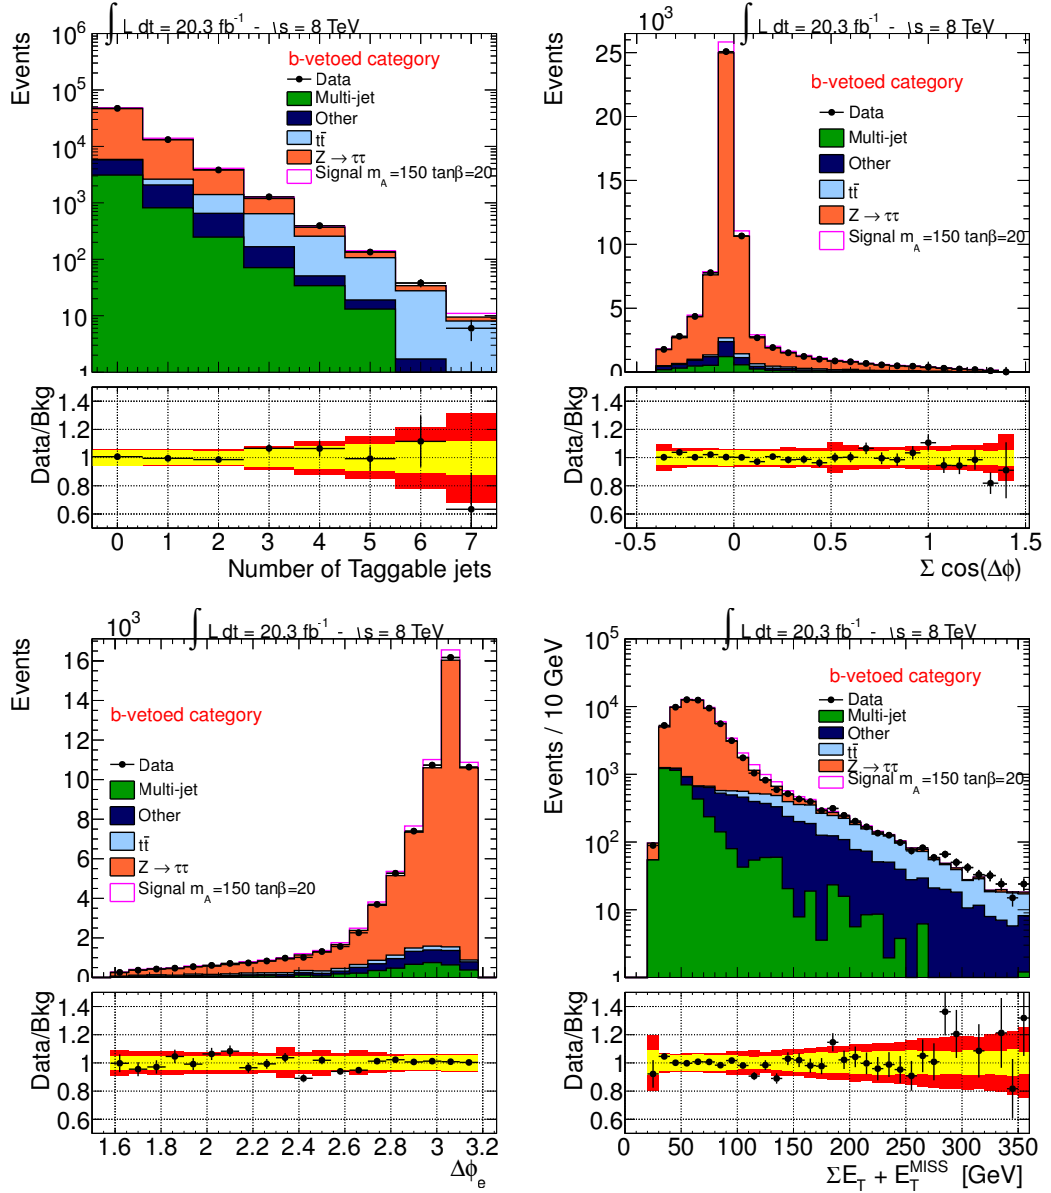 ∫ L dt = 20.3 fb⁻¹ - √s = 8 TeV
Events
10⁶
10⁵
10⁴
10³
10²
10
1
b-vetoed category
Data
Multi-jet
Other
tt̄
Z → ττ
Signal m_A=150 tanβ=20
Data/Bkg
1.4
1.2
1
0.8
0.6
0 1 2 3 4 5 6 7
Number of Taggable jets
10³
∫ L dt = 20.3 fb⁻¹ - √s = 8 TeV
Events
25
20
15
10
5
0
b-vetoed category
Data
Multi-jet
Other
tt̄
Z → ττ
Signal m_A=150 tanβ=20
Data/Bkg
1.4
1.2
1
0.8
0.6
-0.5 0 0.5 1 1.5
Σ cos(Δϕ)
10³
∫ L dt = 20.3 fb⁻¹ - √s = 8 TeV
Events
16
14
12
10
8
6
4
2
0
b-vetoed category
Data
Multi-jet
Other
tt̄
Z → ττ
Signal m_A=150 tanβ=20
Data/Bkg
1.4
1.2
1
0.8
0.6
1.6 1.8 2 2.2 2.4 2.6 2.8 3 3.2
Δϕ_e
∫ L dt = 20.3 fb⁻¹ - √s = 8 TeV
Events / 10 GeV
10⁵
10⁴
10³
10²
10
1
b-vetoed category
Data
Multi-jet
Other
tt̄
Z → ττ
Signal m_A=150 tanβ=20
Data/Bkg
1.4
1.2
1
0.8
0.6
0 50 100 150 200 250 300 350
ΣE_T + E_T^MISS [GeV]